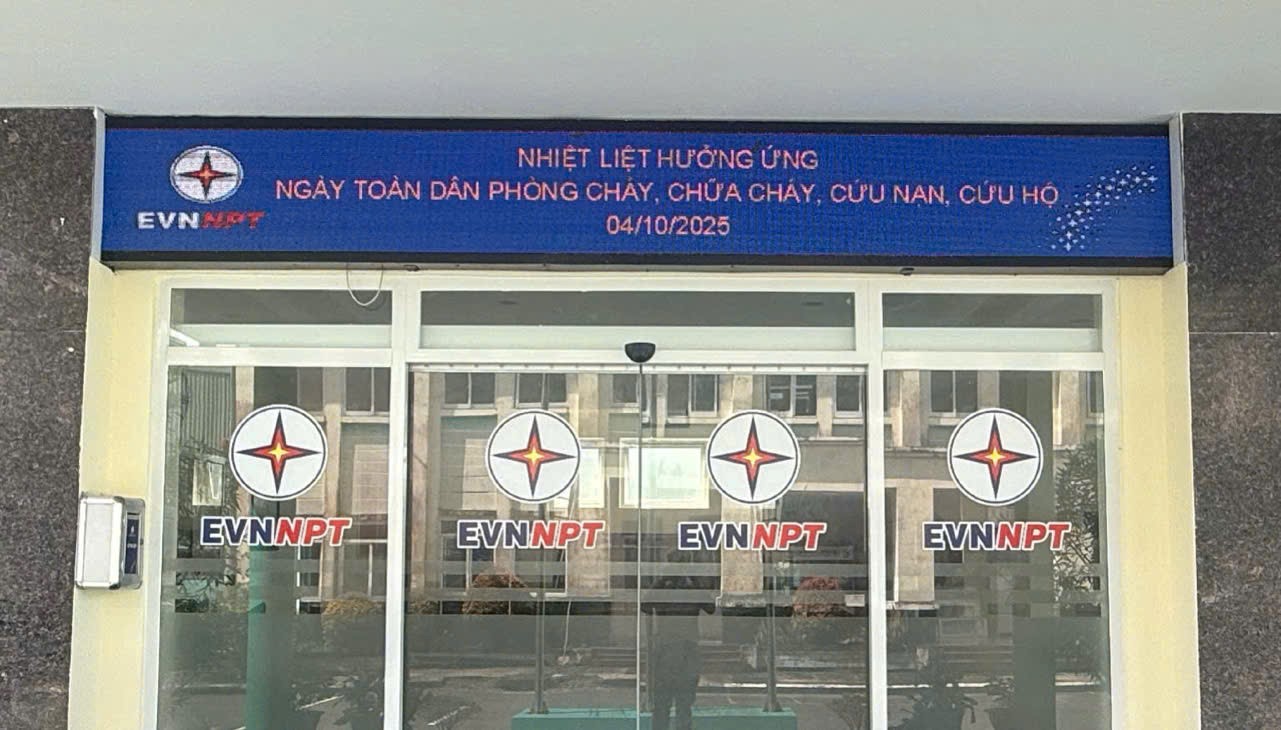 NHIỆT LIỆT HƯỞNG ỨNG
NGÀY TOÀN DÂN PHÒNG CHÁY, CHỮA CHÁY, CỨU NẠN, CỨU HỘ
04/10/2025
EVNNPT
EVNNPT
EVNNPT
EVNNPT
EVNNPT